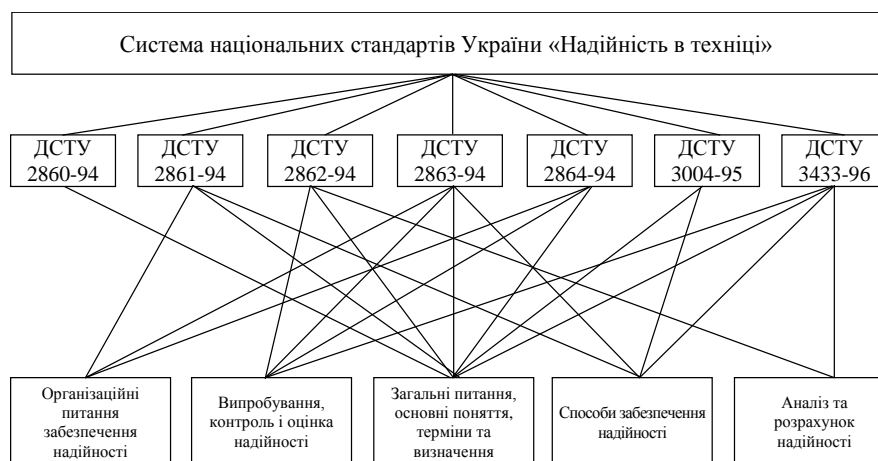 Система національних стандартів України «Надійність в техніці»
ДСТУ
2860-94
ДСТУ
2861-94
ДСТУ
2862-94
ДСТУ
2863-94
ДСТУ
2864-94
ДСТУ
3004-95
ДСТУ
3433-96
Організаційні
питання
забезпечення
надійності
Випробування,
контроль і оцінка
надійності
Загальні питання,
основні поняття,
терміни та
визначення
Способи забезпечення
надійності
Аналіз та
розрахунок
надійності